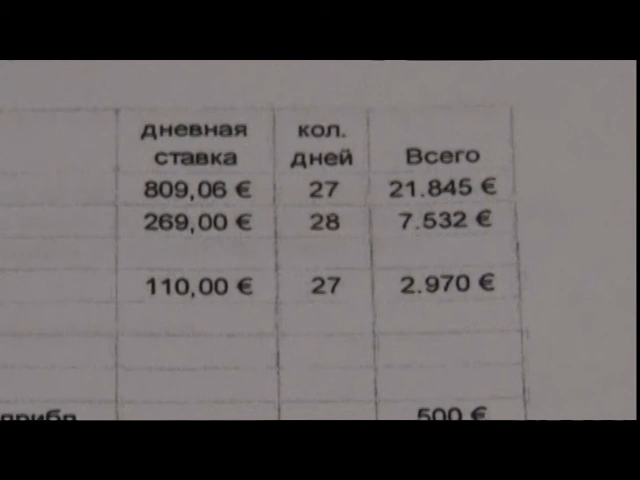 дневная ставка кол. дней Всего
809,06 € 27 21.845 €
269,00 € 28 7.532 €
110,00 € 27 2.970 €
500 €